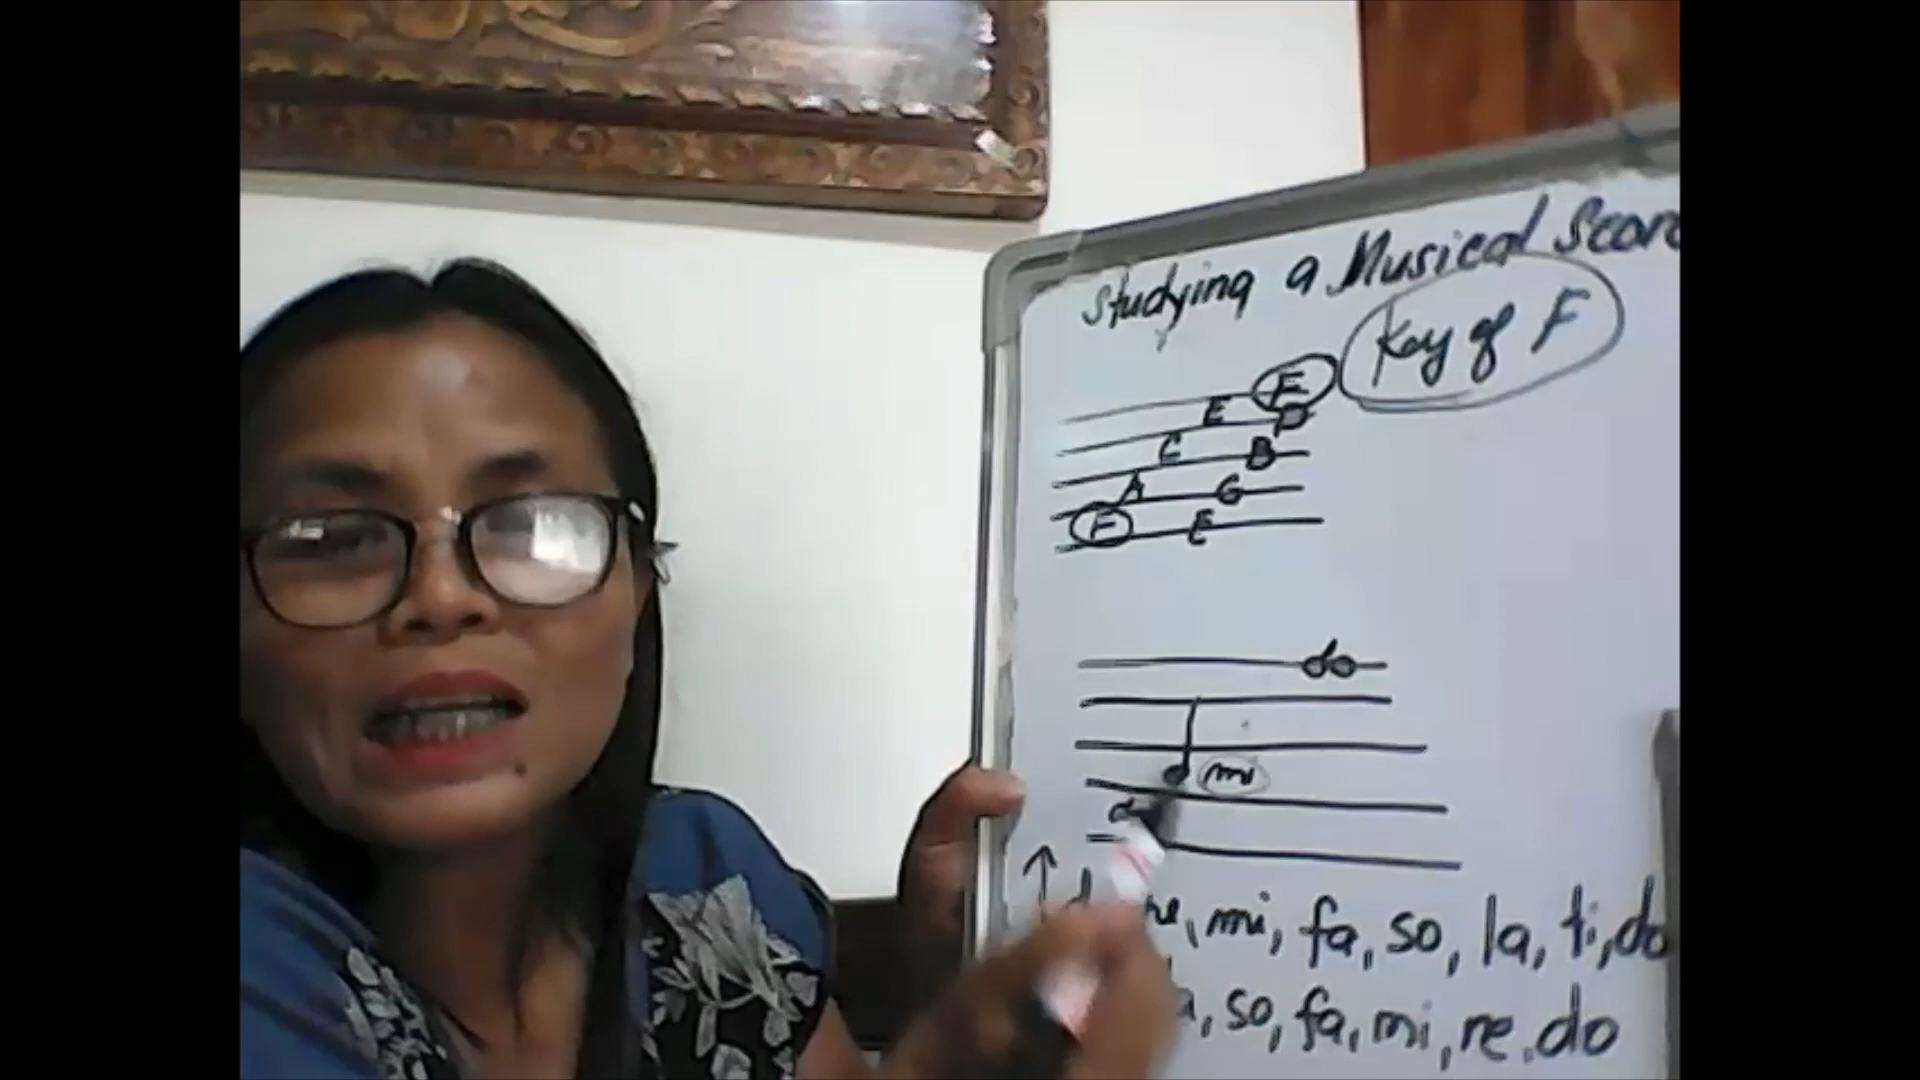 Studying a Musical Score
Key of F
F
E
D
C
B
A
G
F
E
do
mi
re, mi, fa, so, la, ti, do
so, fa, mi, re, do